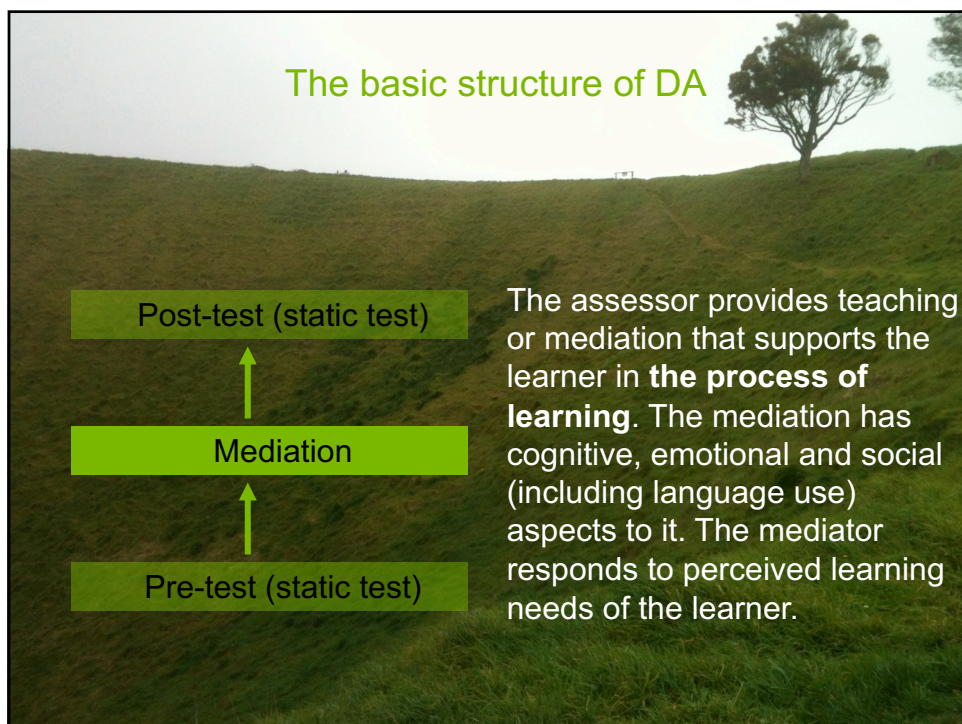 The basic structure of DA
Post-test (static test)
Mediation
Pre-test (static test)
The assessor provides teaching
or mediation that supports the
learner in the process of
learning. The mediation has
cognitive, emotional and social
(including language use)
aspects to it. The mediator
responds to perceived learning
needs of the learner.